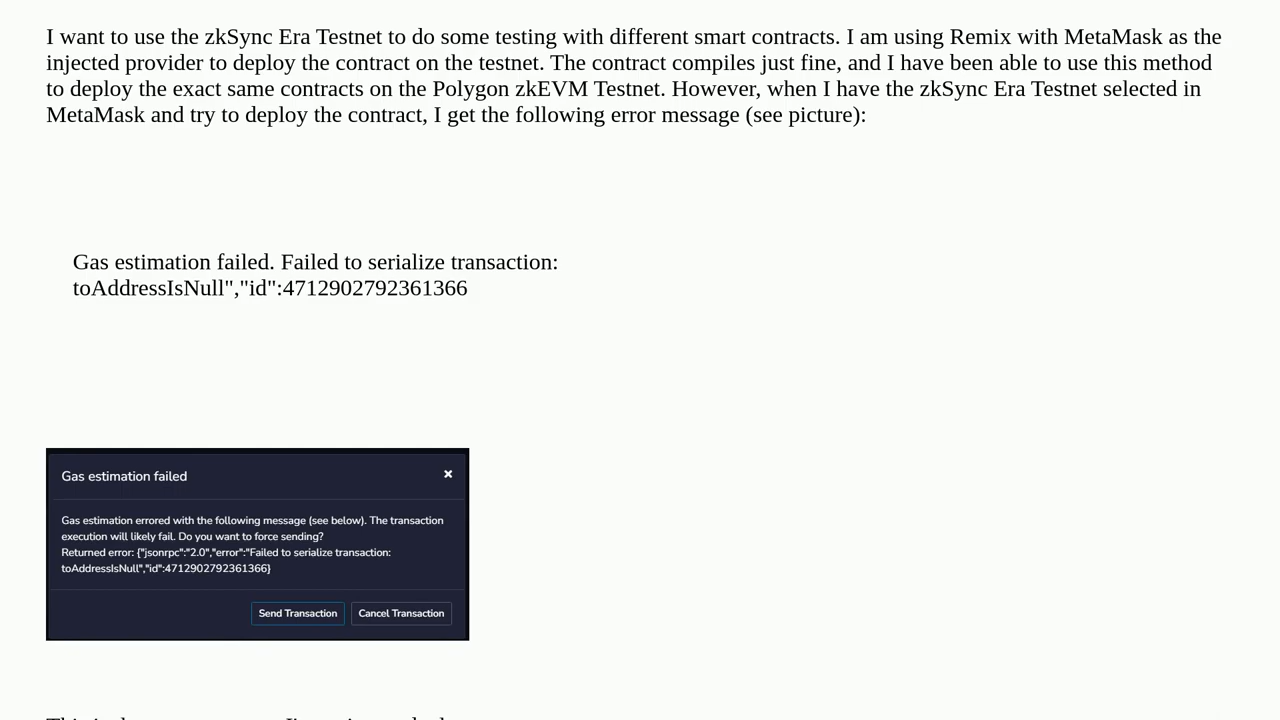 I want to use the zkSync Era Testnet to do some testing with different smart contracts. I am using Remix with MetaMask as the
injected provider to deploy the contract on the testnet. The contract compiles just fine, and I have been able to use this method
to deploy the exact same contracts on the Polygon zkEVM Testnet. However, when I have the zkSync Era Testnet selected in
MetaMask and try to deploy the contract, I get the following error message (see picture):
Gas estimation failed. Failed to serialize transaction:
toAddressIsNull","id":4712902792361366
Gas estimation failed
Gas estimation errored with the following message (see below). The transaction
execution will likely fail. Do you want to force sending?
Returned error: {"jsonrpc":"2.0","error":"Failed to serialize transaction:
toAddressIsNull","id":4712902792361366}
Send Transaction Cancel Transaction